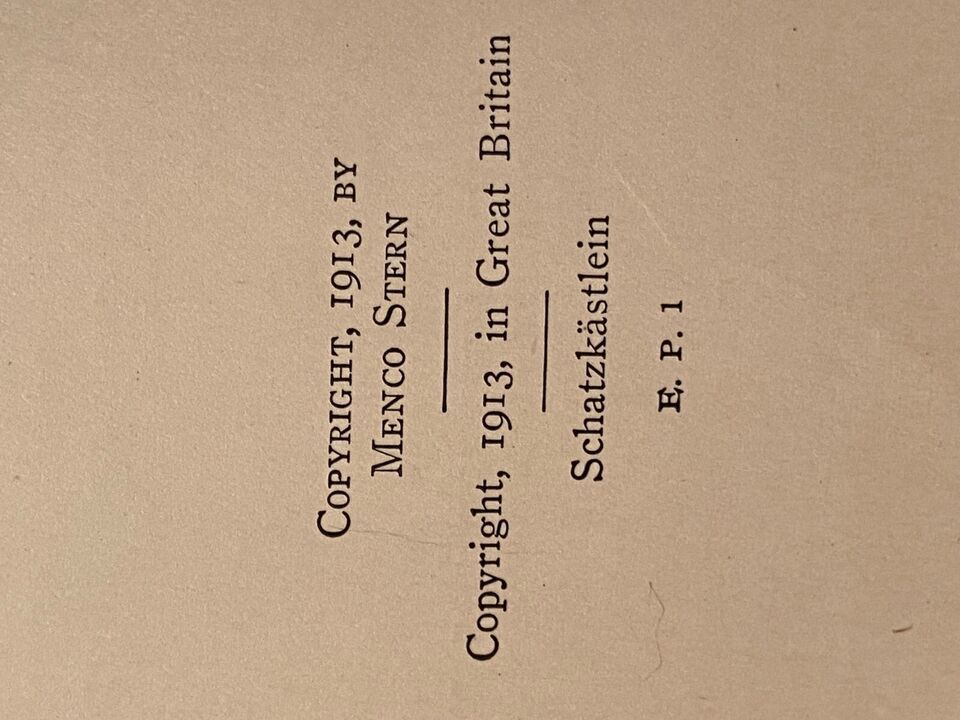 COPYRIGHT, 1913, BY
MENCO STERN
Copyright, 1913, in Great Britain
Schatzkästlein
E. P. 1